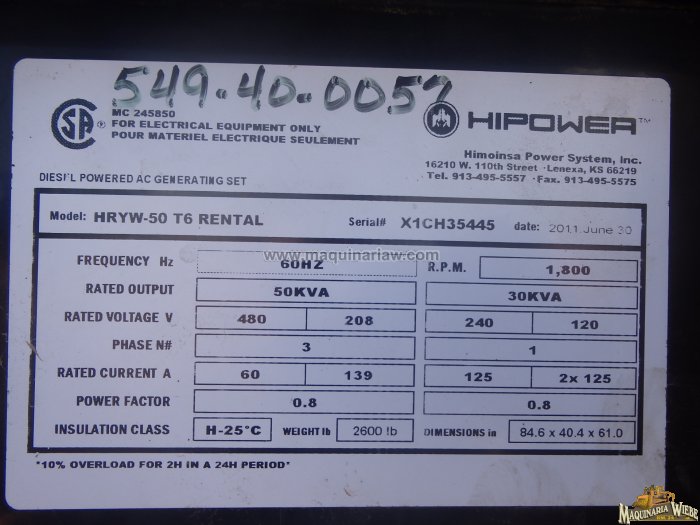 549.40.0057
MC 245850
FOR ELECTRICAL EQUIPMENT ONLY
POUR MATERIEL ELECTRIQUE SEULEMENT
SA
HIPOWER™
Himoinsa Power System, Inc.
16210 W. 110th Street · Lenexa, KS 66219
Tel. 913-495-5557 · Fax. 913-495-5575
DIESEL POWERED AC GENERATING SET
Model: HRYW-50 T6 RENTAL Serial# X1CH35445 date: 2011.June 30
www.maquinariaw.com
FREQUENCY Hz 60HZ R.P.M. 1,800
RATED OUTPUT 50KVA 30KVA
RATED VOLTAGE V 480 208 240 120
PHASE N# 3 1
RATED CURRENT A 60 139 125 2x 125
POWER FACTOR 0.8 0.8
INSULATION CLASS H-25°C WEIGHT lb 2600 lb DIMENSIONS in 84.6 x 40.4 x 61.0
*10% OVERLOAD FOR 2H IN A 24H PERIOD*
MAQUINARIA WIEBE